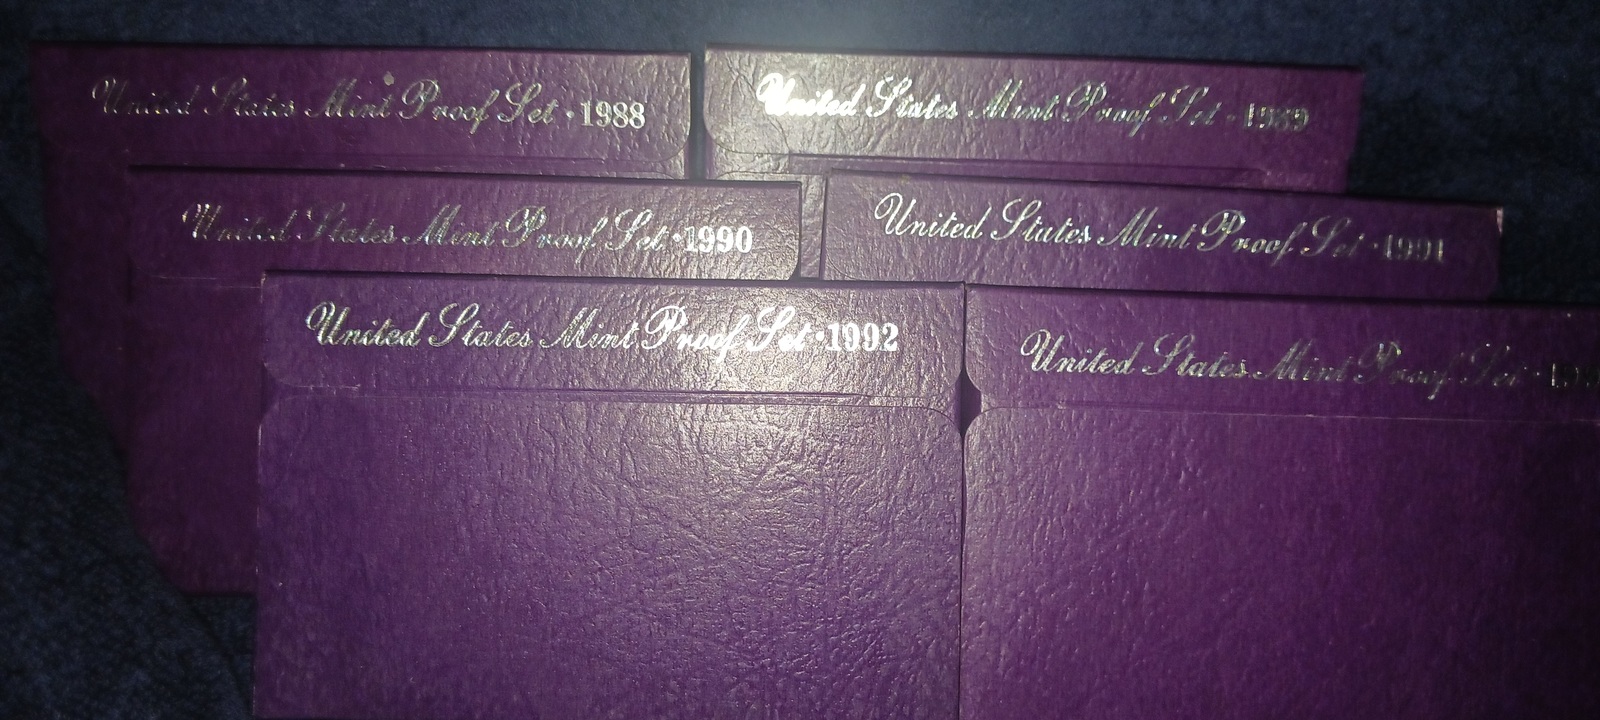 United States Mint Proof Set · 1988
United States Mint Proof Set · 1989
United States Mint Proof Set · 1990
United States Mint Proof Set · 1991
United States Mint Proof Set · 1992
United States Mint Proof Set ·